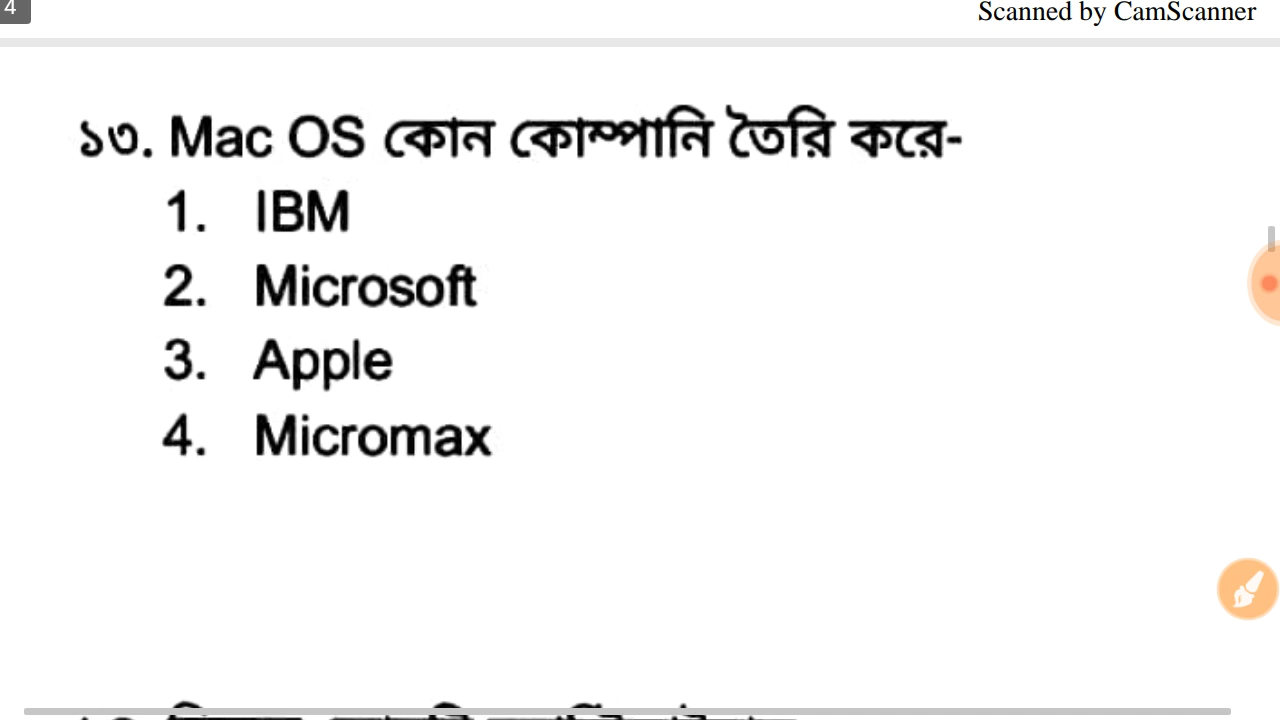 4
Scanned by CamScanner
১৩. Mac OS কোন কোম্পানি তৈরি করে-
1. IBM
2. Microsoft
3. Apple
4. Micromax